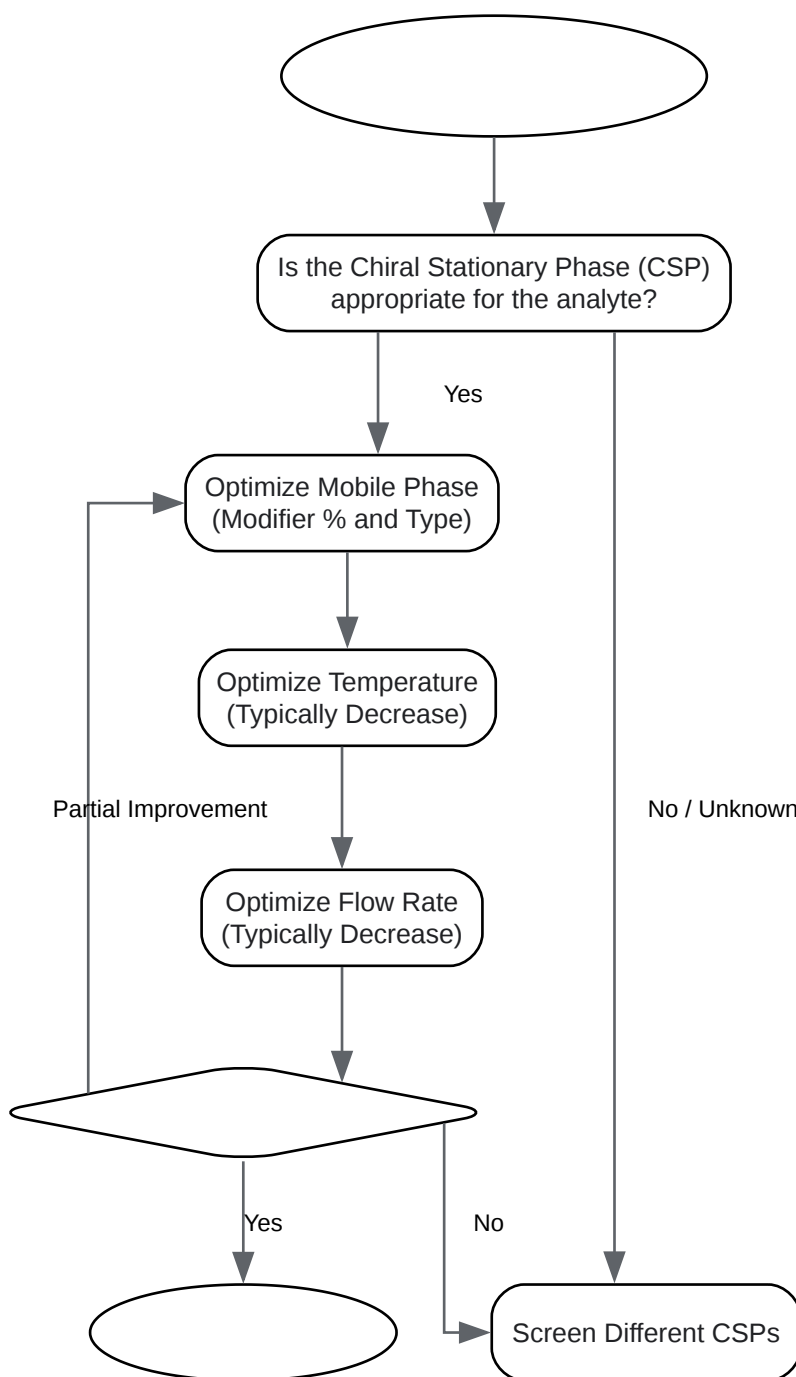 Is the Chiral Stationary Phase (CSP)
appropriate for the analyte?
Yes
Optimize Mobile Phase
(Modifier % and Type)
Optimize Temperature
(Typically Decrease)
Partial Improvement
No / Unknown
Optimize Flow Rate
(Typically Decrease)
Yes
No
Screen Different CSPs